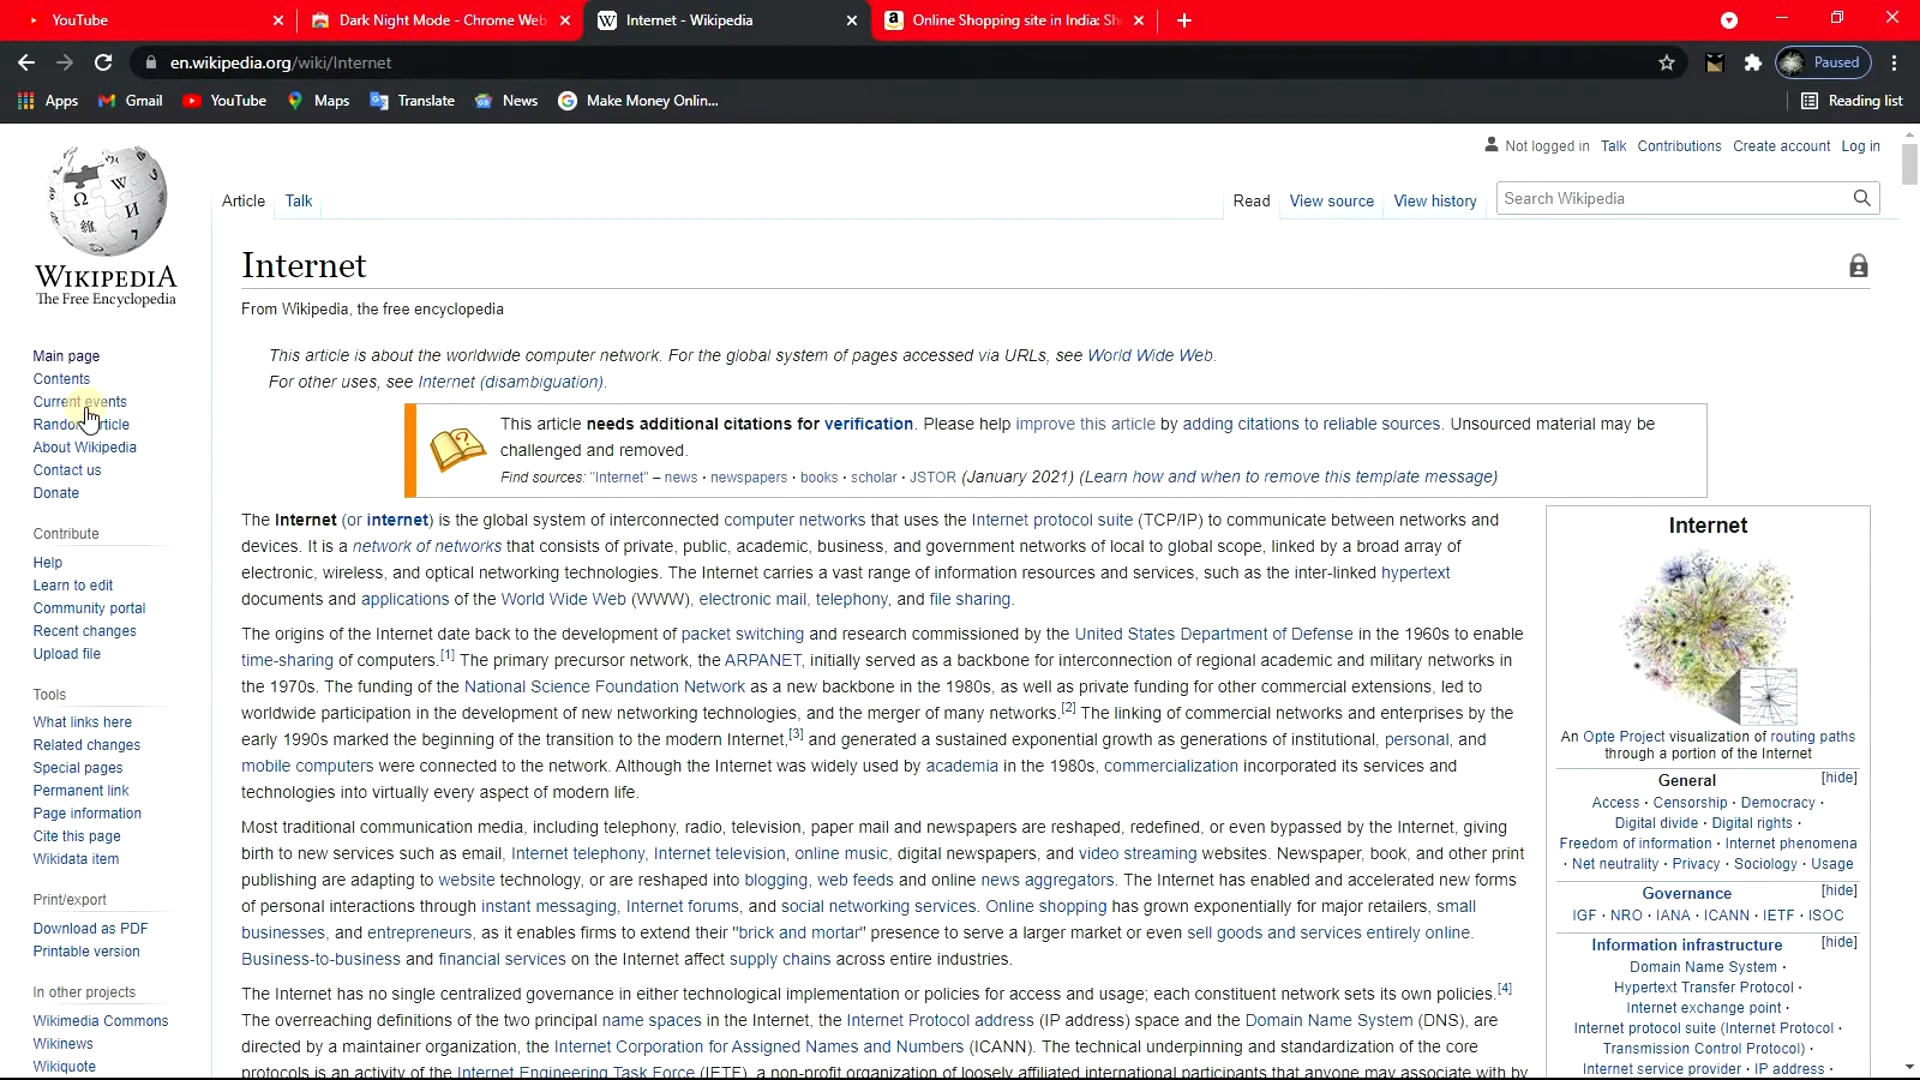 YouTube
Dark Night Mode - Chrome Web
Internet - Wikipedia
Online Shopping site in India: Sh
en.wikipedia.org/wiki/Internet
Paused
Apps
Gmail
YouTube
Maps
Translate
News
Make Money Onlin...
Reading list
Not logged in Talk Contributions Create account Log in
Article Talk
Read View source View history
Search Wikipedia
WIKIPEDIA
The Free Encyclopedia
Main page
Contents
Current events
Random article
About Wikipedia
Contact us
Donate
Contribute
Help
Learn to edit
Community portal
Recent changes
Upload file
Tools
What links here
Related changes
Special pages
Permanent link
Page information
Cite this page
Wikidata item
Print/export
Download as PDF
Printable version
In other projects
Wikimedia Commons
Wikinews
Wikiquote
Internet
From Wikipedia, the free encyclopedia
This article is about the worldwide computer network. For the global system of pages accessed via URLs, see World Wide Web.
For other uses, see Internet (disambiguation).
This article needs additional citations for verification. Please help improve this article by adding citations to reliable sources. Unsourced material may be
challenged and removed.
Find sources: "Internet" – news · newspapers · books · scholar · JSTOR (January 2021) (Learn how and when to remove this template message)
The Internet (or internet) is the global system of interconnected computer networks that uses the Internet protocol suite (TCP/IP) to communicate between networks and
devices. It is a network of networks that consists of private, public, academic, business, and government networks of local to global scope, linked by a broad array of
electronic, wireless, and optical networking technologies. The Internet carries a vast range of information resources and services, such as the inter-linked hypertext
documents and applications of the World Wide Web (WWW), electronic mail, telephony, and file sharing.
The origins of the Internet date back to the development of packet switching and research commissioned by the United States Department of Defense in the 1960s to enable
time-sharing of computers.[1] The primary precursor network, the ARPANET, initially served as a backbone for interconnection of regional academic and military networks in
the 1970s. The funding of the National Science Foundation Network as a new backbone in the 1980s, as well as private funding for other commercial extensions, led to
worldwide participation in the development of new networking technologies, and the merger of many networks.[2] The linking of commercial networks and enterprises by the
early 1990s marked the beginning of the transition to the modern Internet,[3] and generated a sustained exponential growth as generations of institutional, personal, and
mobile computers were connected to the network. Although the Internet was widely used by academia in the 1980s, commercialization incorporated its services and
technologies into virtually every aspect of modern life.
Most traditional communication media, including telephony, radio, television, paper mail and newspapers are reshaped, redefined, or even bypassed by the Internet, giving
birth to new services such as email, Internet telephony, Internet television, online music, digital newspapers, and video streaming websites. Newspaper, book, and other print
publishing are adapting to website technology, or are reshaped into blogging, web feeds and online news aggregators. The Internet has enabled and accelerated new forms
of personal interactions through instant messaging, Internet forums, and social networking services. Online shopping has grown exponentially for major retailers, small
businesses, and entrepreneurs, as it enables firms to extend their "brick and mortar" presence to serve a larger market or even sell goods and services entirely online.
Business-to-business and financial services on the Internet affect supply chains across entire industries.
The Internet has no single centralized governance in either technological implementation or policies for access and usage; each constituent network sets its own policies.[4]
The overreaching definitions of the two principal name spaces in the Internet, the Internet Protocol address (IP address) space and the Domain Name System (DNS), are
directed by a maintainer organization, the Internet Corporation for Assigned Names and Numbers (ICANN). The technical underpinning and standardization of the core
protocols is an activity of the Internet Engineering Task Force (IETF), a non-profit organization of loosely affiliated international participants that anyone may associate with by
Internet
An Opte Project visualization of routing paths
through a portion of the Internet
General [hide]
Access · Censorship · Democracy ·
Digital divide · Digital rights ·
Freedom of information · Internet phenomena
· Net neutrality · Privacy · Sociology · Usage
Governance [hide]
IGF · NRO · IANA · ICANN · IETF · ISOC
Information infrastructure [hide]
Domain Name System ·
Hypertext Transfer Protocol ·
Internet exchange point ·
Internet protocol suite (Internet Protocol ·
Transmission Control Protocol) ·
Internet service provider · IP address ·